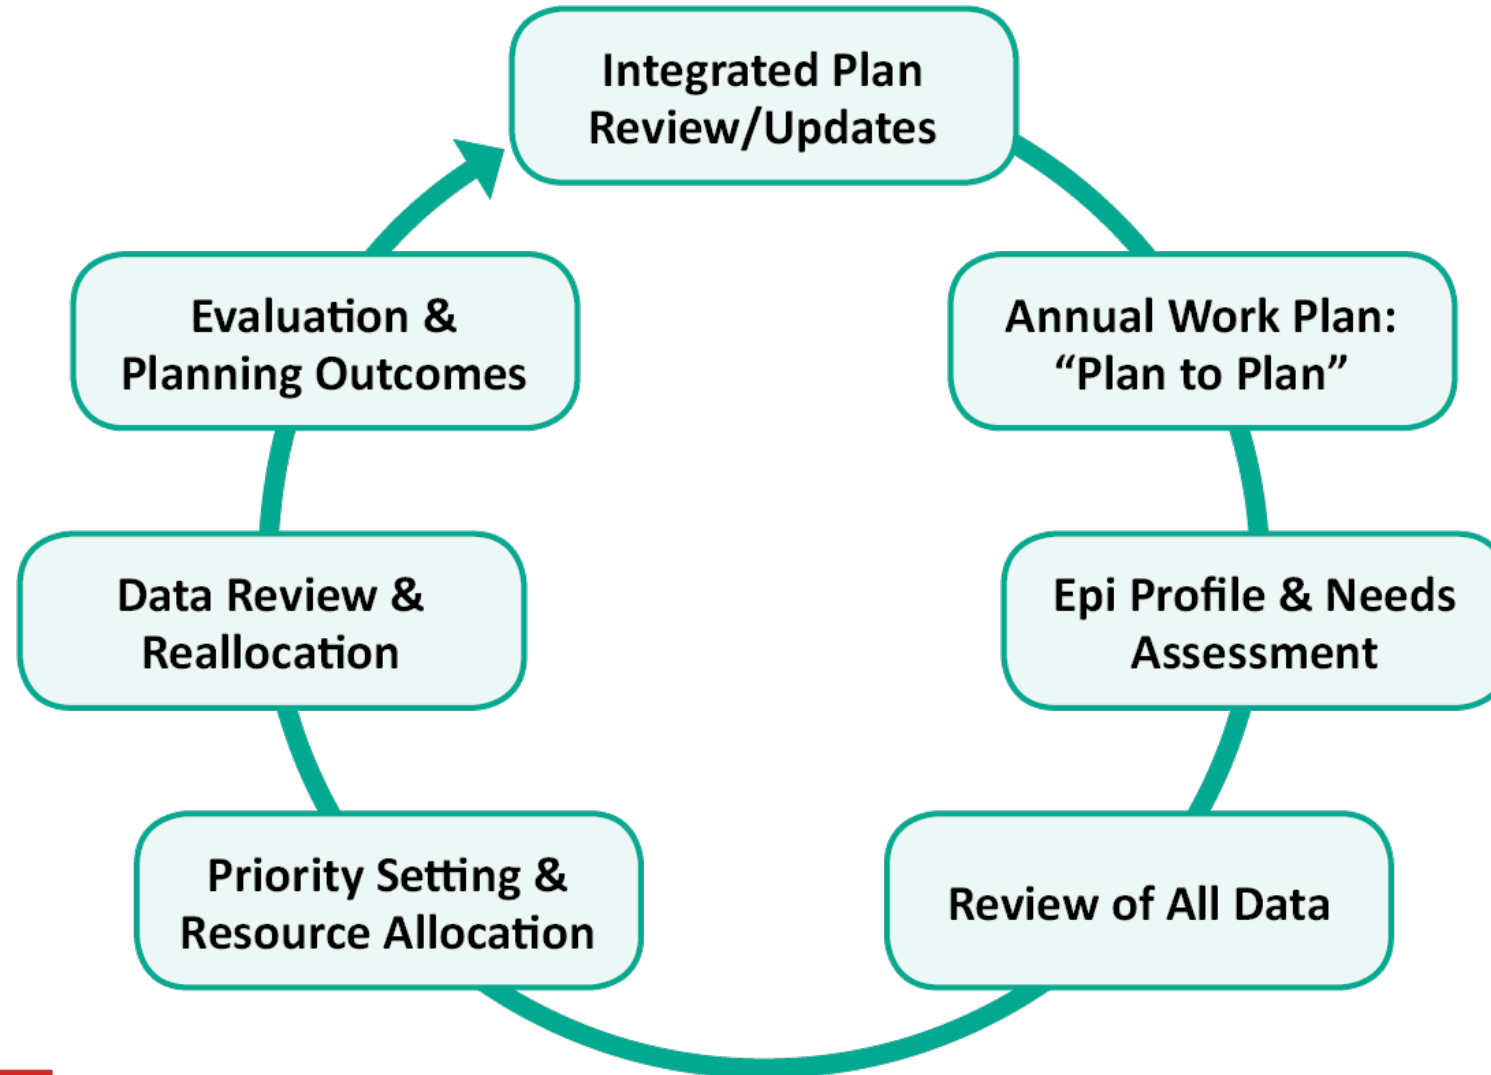 Integrated Plan
Review/Updates
Annual Work Plan:
“Plan to Plan”
Epi Profile & Needs
Assessment
Review of All Data
Priority Setting &
Resource Allocation
Data Review &
Reallocation
Evaluation &
Planning Outcomes